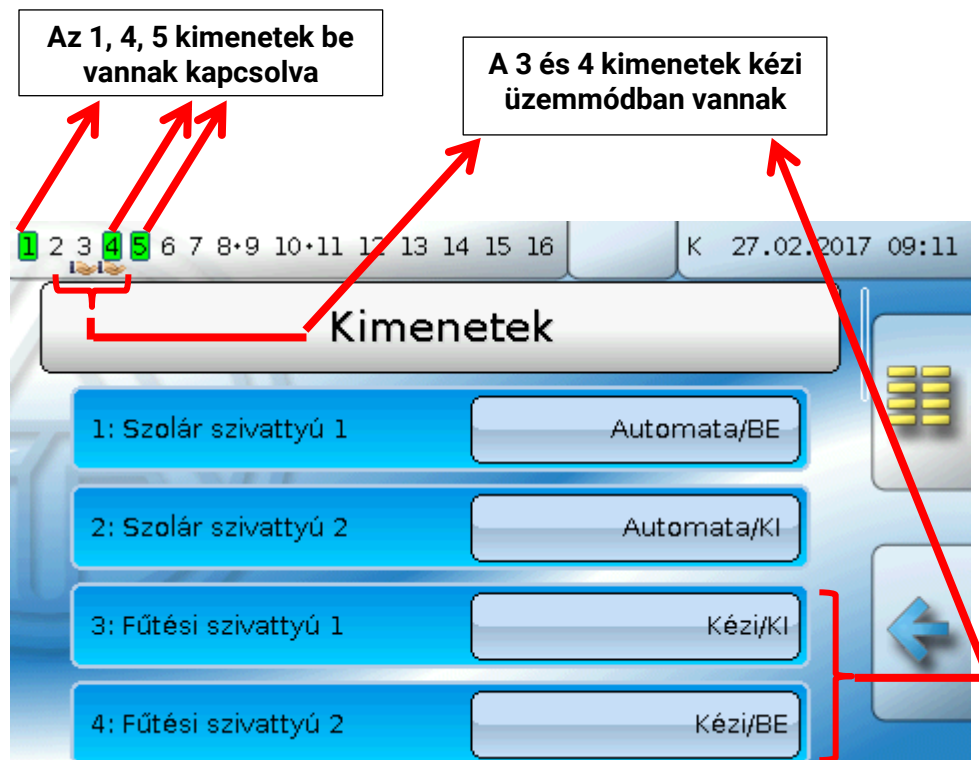 Az 1, 4, 5 kimenetek be
vannak kapcsolva
A 3 és 4 kimenetek kézi
üzemmódban vannak
1 2 3 4 5 6 7 8•9 10•11 12 13 14 15 16
K 27.02.2017 09:11
Kimenetek
1: Szolár szivattyú 1 Automata/BE
2: Szolár szivattyú 2 Automata/KI
3: Fűtési szivattyú 1 Kézi/KI
4: Fűtési szivattyú 2 Kézi/BE